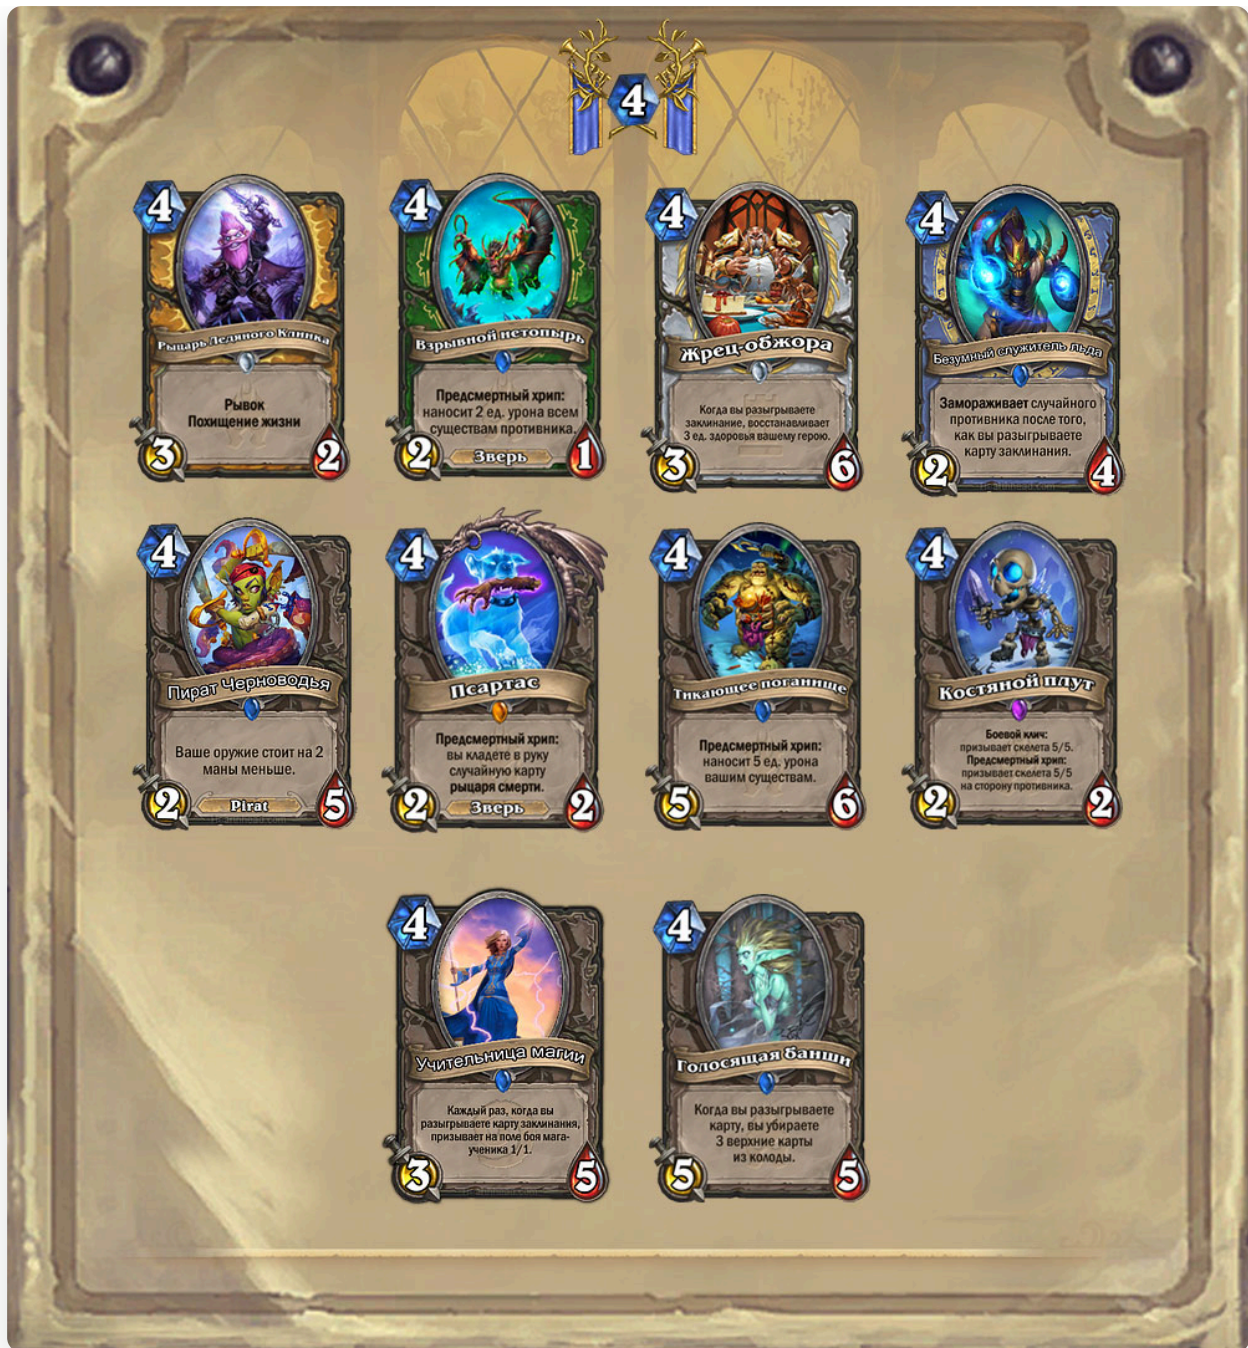 4
4
Рыцарь Ледяного Клинка
Рывок
Похищение жизни
3
2
4
Взрывной нетопырь
Предсмертный хрип:
наносит 2 ед. урона всем
существам противника.
Зверь
2
1
4
Жрец-обжора
Когда вы разыгрываете
заклинание, восстанавливает
3 ед. здоровья вашему герою.
3
6
4
Безумный служитель льда
Замораживает случайного
противника после того,
как вы разыгрываете
карту заклинания.
2
4
4
Пират Черноводья
Ваше оружие стоит на 2
маны меньше.
Pirat
2
5
4
Псартас
Предсмертный хрип:
вы кладете в руку
случайную карту
рыцаря смерти.
Зверь
2
2
4
Тикающее поганище
Предсмертный хрип:
наносит 5 ед. урона
вашим существам.
5
6
4
Костяной плут
Боевой клич:
призывает скелета 5/5.
Предсмертный хрип:
призывает скелета 5/5
на сторону противника.
2
2
4
Учительница магии
Каждый раз, когда вы
разыгрываете карту заклинания,
призывает на поле боя мага-
ученика 1/1.
3
5
4
Голосящая банши
Когда вы разыгрываете
карту, вы убираете
3 верхние карты
из колоды.
5
5